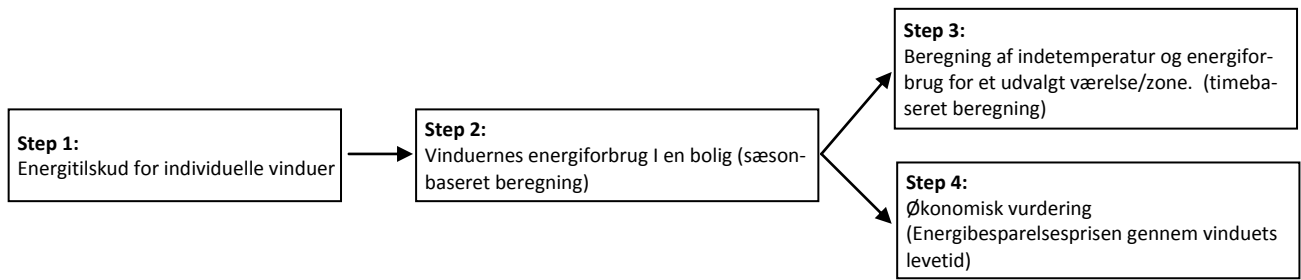 Step 1:
Energitilskud for individuelle vinduer
Step 2:
Vinduernes energiforbrug I en bolig (sæson-
baseret beregning)
Step 3:
Beregning af indetemperatur og energifor-
brug for et udvalgt værelse/zone.  (timeba-
seret beregning)
Step 4:
Økonomisk vurdering
(Energibesparelsesprisen gennem vinduets
levetid)